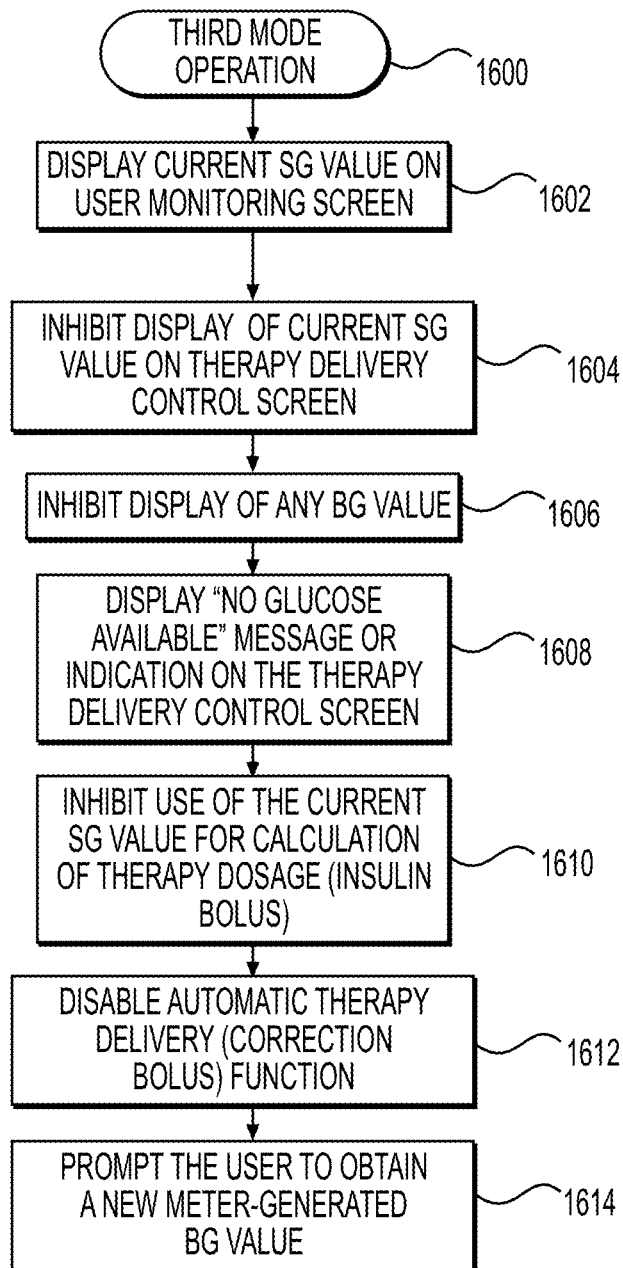 THIRD MODE
OPERATION
1600
DISPLAY CURRENT SG VALUE ON
USER MONITORING SCREEN
1602
INHIBIT DISPLAY OF CURRENT SG
VALUE ON THERAPY DELIVERY
CONTROL SCREEN
1604
INHIBIT DISPLAY OF ANY BG VALUE
1606
DISPLAY “NO GLUCOSE
AVAILABLE” MESSAGE OR
INDICATION ON THE THERAPY
DELIVERY CONTROL SCREEN
1608
INHIBIT USE OF THE CURRENT
SG VALUE FOR CALCULATION
OF THERAPY DOSAGE (INSULIN
BOLUS)
1610
DISABLE AUTOMATIC THERAPY
DELIVERY (CORRECTION
BOLUS) FUNCTION
1612
PROMPT THE USER TO OBTAIN
A NEW METER-GENERATED
BG VALUE
1614